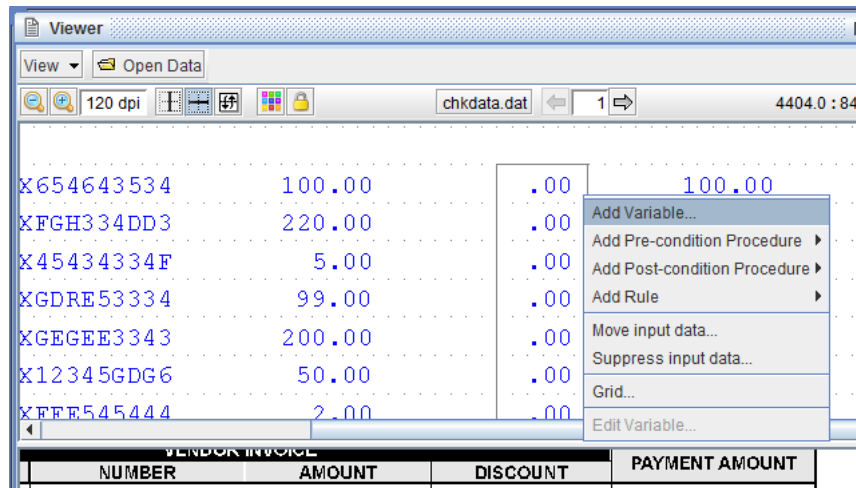 Viewer
View Open Data
120 dpi chkdata.dat 1 4404.0 : 84
X654643534 100.00 .00 100.00
XFGH334DD3 220.00 .00
X45434334F 5.00 .00
XGDRE53334 99.00 .00
XGEGEE3343 200.00 .00
X12345GDG6 50.00 .00
XFFE545444 2.00 .00
Add Variable...
Add Pre-condition Procedure
Add Post-condition Procedure
Add Rule
Move input data...
Suppress input data...
Grid...
Edit Variable...
VENDOR INVOICE
NUMBER AMOUNT DISCOUNT PAYMENT AMOUNT